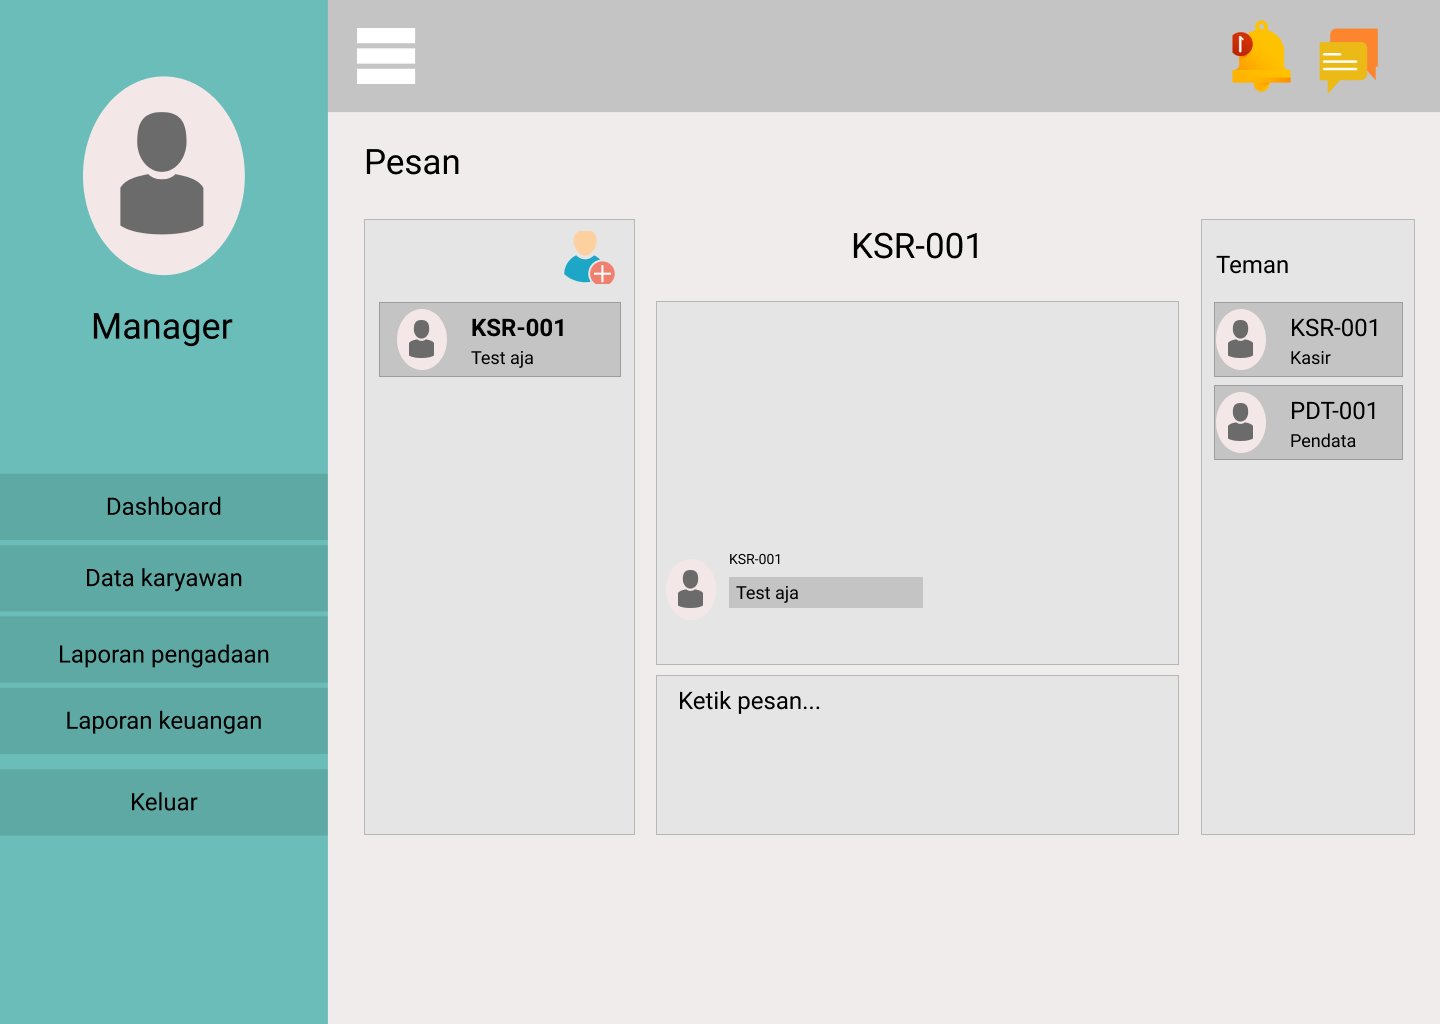 Manager
Dashboard
Data karyawan
Laporan pengadaan
Laporan keuangan
Keluar
1
Pesan
KSR-001
Test aja
KSR-001
KSR-001
Test aja
Ketik pesan...
Teman
KSR-001
Kasir
PDT-001
Pendata